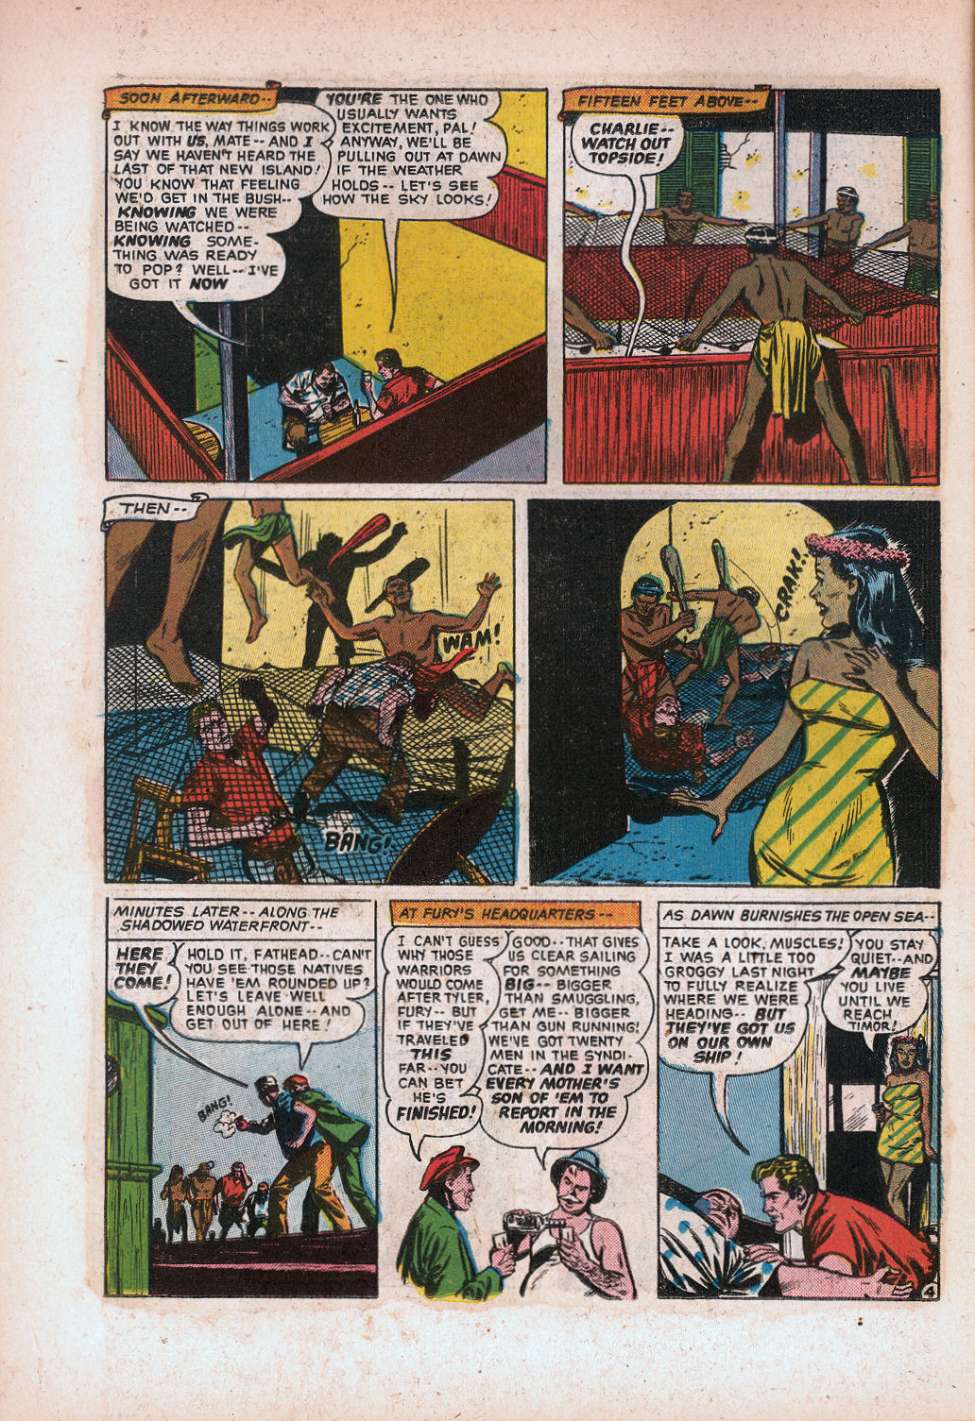 SOON AFTERWARD--
I KNOW THE WAY THINGS WORK
OUT WITH US, MATE--AND I
SAY WE HAVEN'T HEARD THE
LAST OF THAT NEW ISLAND!
YOU KNOW THAT FEELING
WE'D GET IN THE BUSH--
KNOWING WE WERE
BEING WATCHED--
KNOWING SOME-
THING WAS READY
TO POP? WELL--I'VE
GOT IT NOW
YOU'RE THE ONE WHO
USUALLY WANTS
EXCITEMENT, PAL!
ANYWAY, WE'LL BE
PULLING OUT AT DAWN
IF THE WEATHER
HOLDS--LET'S SEE
HOW THE SKY LOOKS!
FIFTEEN FEET ABOVE--
CHARLIE--
WATCH OUT
TOPSIDE!
THEN--
WAM!
BANG!
CRAK!
MINUTES LATER--ALONG THE
SHADOWED WATERFRONT--
HERE
THEY
COME!
HOLD IT, FATHEAD--CAN'T
YOU SEE THOSE NATIVES
HAVE 'EM ROUNDED UP?
LET'S LEAVE WELL
ENOUGH ALONE--AND
GET OUT OF HERE!
BANG!
AT FURY'S HEADQUARTERS--
I CAN'T GUESS
WHY THOSE
WARRIORS
WOULD COME
AFTER TYLER,
FURY--BUT
IF THEY'VE
TRAVELED
THIS
FAR--YOU
CAN BET
HE'S
FINISHED!
GOOD--THAT GIVES
US CLEAR SAILING
FOR SOMETHING
BIG--BIGGER
THAN SMUGGLING,
GET ME--BIGGER
THAN GUN RUNNING!
WE'VE GOT TWENTY
MEN IN THE SYNDI-
CATE--AND I WANT
EVERY MOTHER'S
SON OF 'EM TO
REPORT IN THE
MORNING!
AS DAWN BURNISHES THE OPEN SEA--
TAKE A LOOK, MUSCLES!
I WAS A LITTLE TOO
GROGGY LAST NIGHT
TO FULLY REALIZE
WHERE WE WERE
HEADING--BUT
THEY'VE GOT US
ON OUR OWN
SHIP!
YOU STAY
QUIET--AND
MAYBE
YOU LIVE
UNTIL WE
REACH
TIMOR!
4